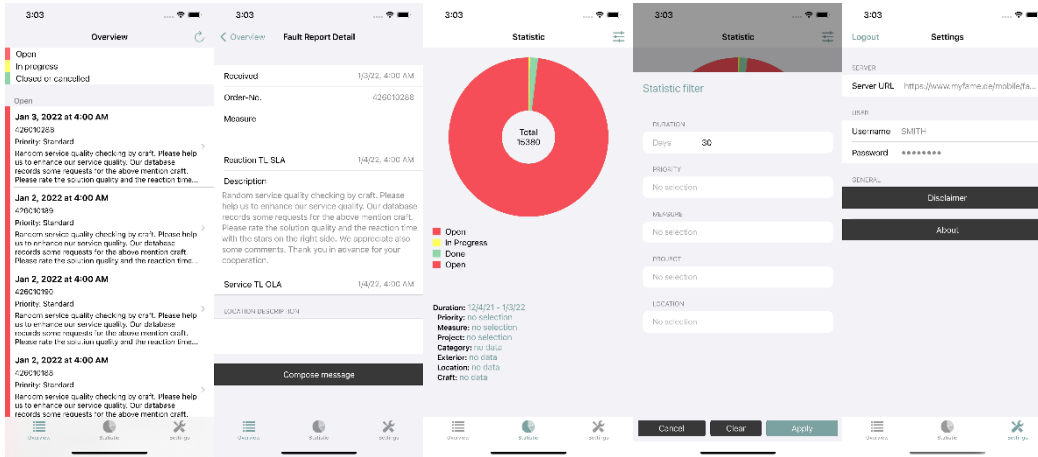 3:03
Overview
Open
In progress
Closed or cancelled
Open
Jan 3, 2022 at 4:00 AM
426010288
Priority: Standard
Random service quality checking by craft. Please help
us to enhance our service quality. Our database
records some requests for the above mention craft.
Please rate the solution quality and the reaction time...
Jan 2, 2022 at 4:00 AM
426010189
Priority: Standard
Random service quality checking by craft. Please help
us to enhance our service quality. Our database
records some requests for the above mention craft.
Please rate the solution quality and the reaction time...
Jan 2, 2022 at 4:00 AM
426010190
Priority: Standard
Random service quality checking by craft. Please help
us to enhance our service quality. Our database
records some requests for the above mention craft.
Please rate the solution quality and the reaction time...
Jan 2, 2022 at 4:00 AM
426010188
Priority: Standard
Random service quality checking by craft. Please help
us to enhance our service quality. Our database
records some requests for the above mention craft.
Overview Statistic Settings
3:03
Overview Fault Report Detail
Received 1/3/22, 4:00 AM
Order-No. 426010288
Measure
Reaction TL SLA 1/4/22, 4:00 AM
Description
Random service quality checking by craft. Please
help us to enhance our service quality. Our database
records some requests for the above mention craft.
Please rate the solution quality and the reaction time
with the stars on the right side. We appreciate also
some comments. Thank you in advance for your
cooperation.
Service TL OLA 1/4/22, 4:00 AM
LOCATION DESCRIPTION
Compose message
Overview Statistic Settings
3:03
Statistic
Total
15380
Open
In Progress
Done
Open
Duration: 12/4/21 - 1/3/22
Priority: no selection
Measure: no selection
Project: no selection
Category: no data
Exterior: no data
Location: no data
Craft: no data
Overview Statistic Settings
3:03
Statistic
Statistic filter
DURATION
Days 30
PRIORITY
No selection
MEASURE
No selection
PROJECT
No selection
LOCATION
No selection
Cancel Clear Apply
3:03
Logout Settings
SERVER
Server URL https://www.myfame.de/mobile/fa...
USER
Username SMITH
Password ••••••••
GENERAL
Disclaimer
About
Overview Statistic Settings